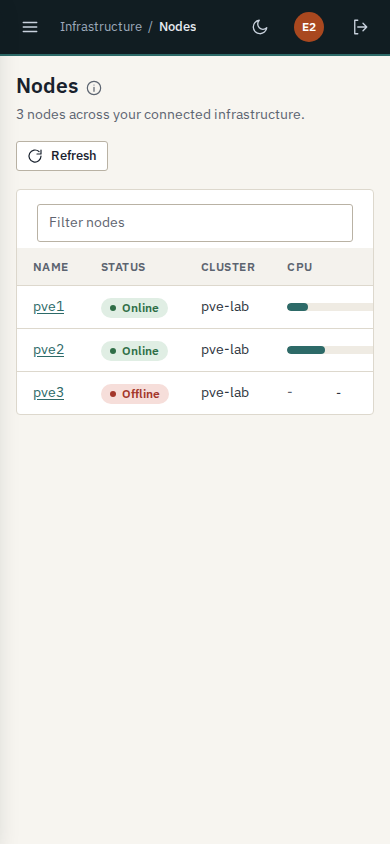 Infrastructure / Nodes
E2
Nodes
3 nodes across your connected infrastructure.
Refresh
Filter nodes
NAME STATUS CLUSTER CPU
pve1 Online pve-lab
pve2 Online pve-lab
pve3 Offline pve-lab - -